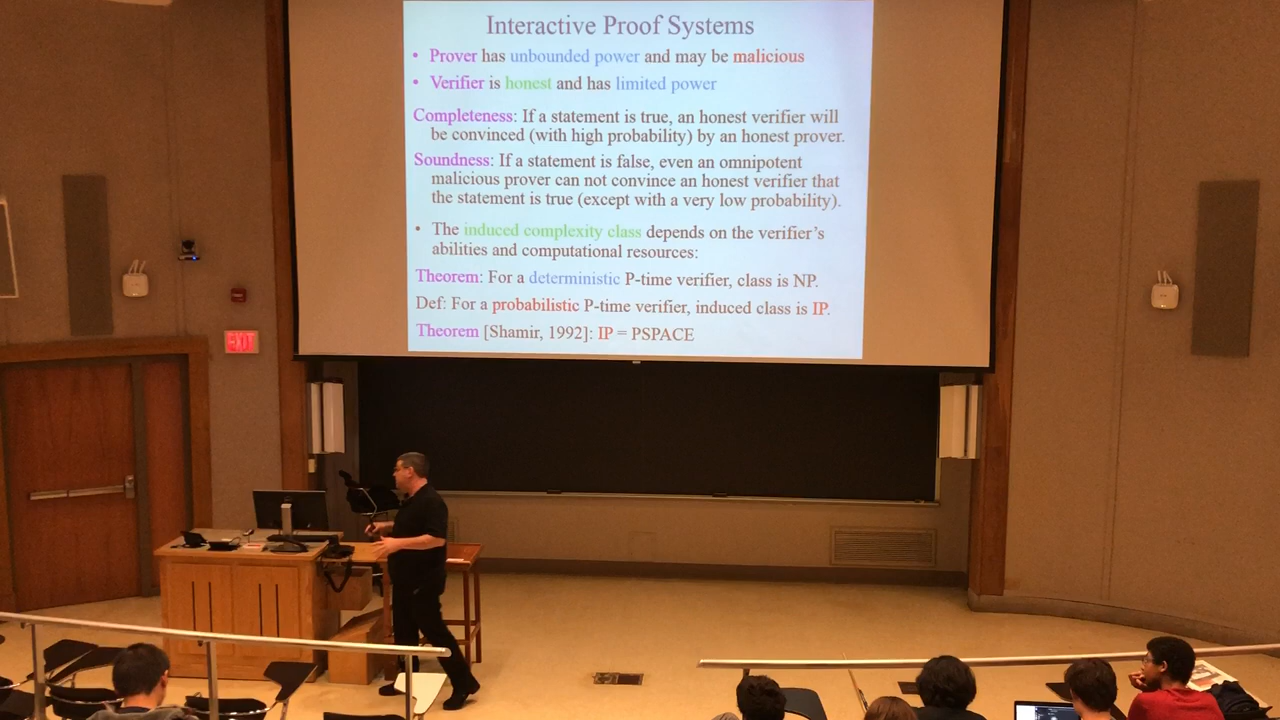 Interactive Proof Systems
• Prover has unbounded power and may be malicious
• Verifier is honest and has limited power
Completeness: If a statement is true, an honest verifier will
be convinced (with high probability) by an honest prover.
Soundness: If a statement is false, even an omnipotent
malicious prover can not convince an honest verifier that
the statement is true (except with a very low probability).
• The induced complexity class depends on the verifier’s
abilities and computational resources:
Theorem: For a deterministic P-time verifier, class is NP.
Def: For a probabilistic P-time verifier, induced class is IP.
Theorem [Shamir, 1992]: IP = PSPACE
EXIT